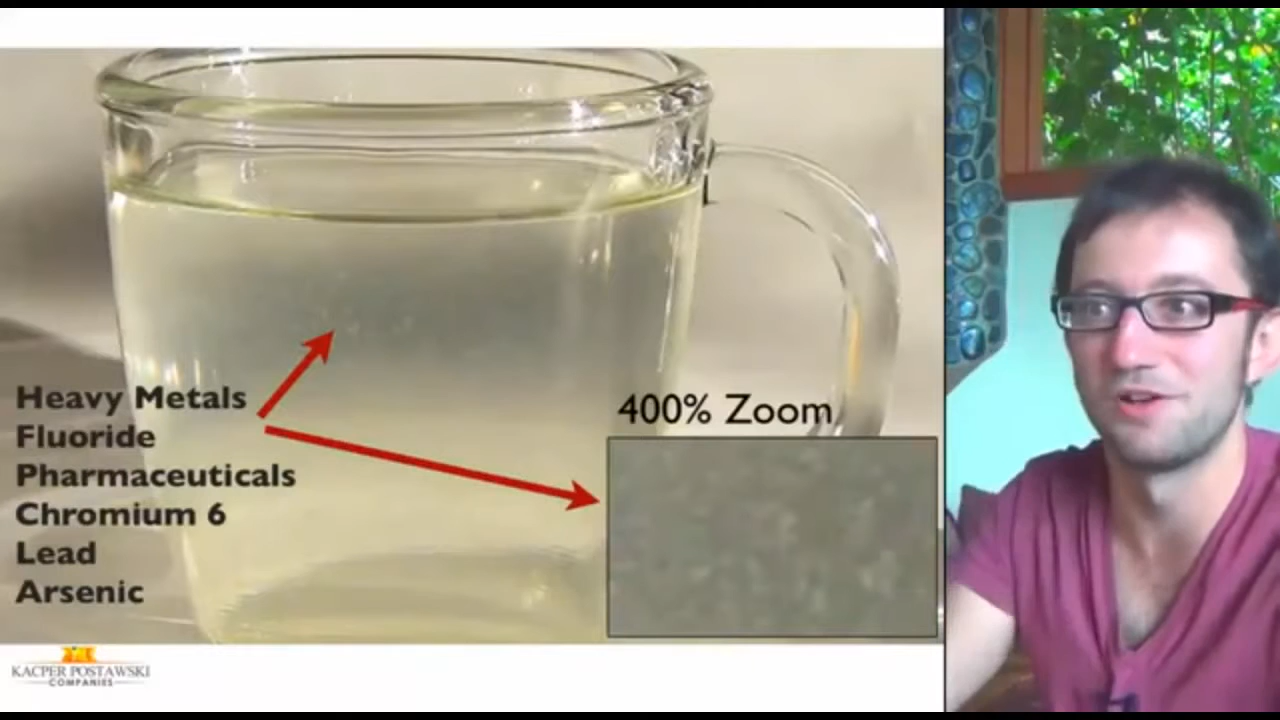 Heavy Metals
Fluoride
Pharmaceuticals
Chromium 6
Lead
Arsenic
400% Zoom
KACPER POSTAWSKI
COMPANIES